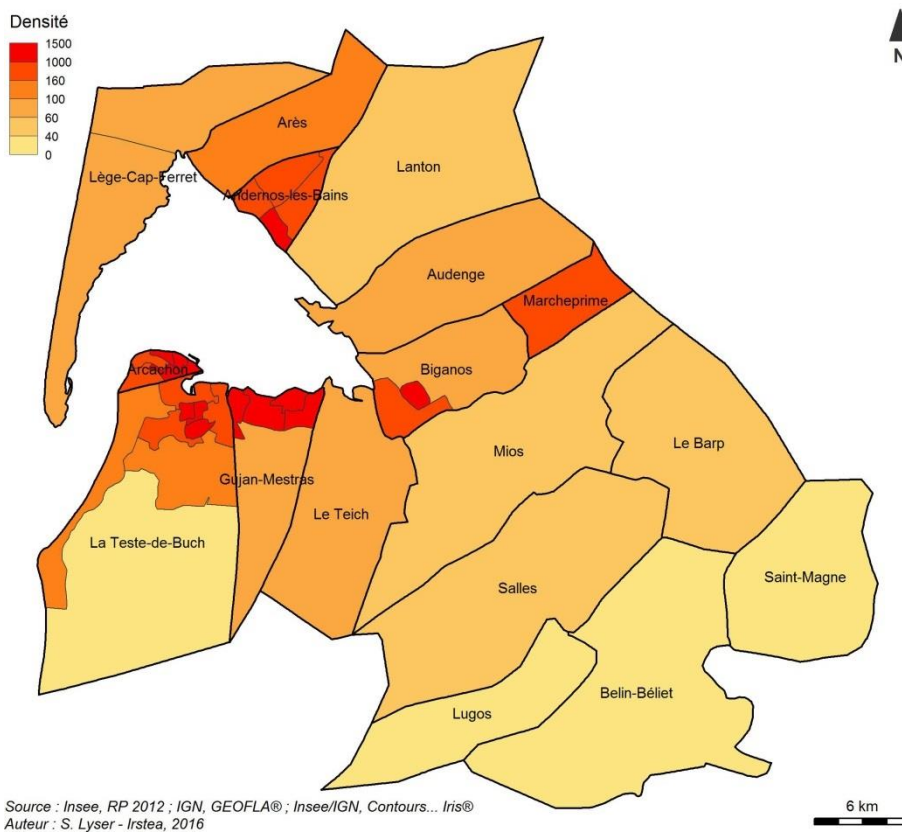 Densité
1500
1000
160
100
60
40
0
N
Arès
Lanton
Lège-Cap-Ferret
Andernos-les-Bains
Audenge
Marcheprime
Arcachon
Biganos
Mios
Le Barp
Gujan-Mestras
Le Teich
La Teste-de-Buch
Saint-Magne
Salles
Belin-Béliet
Lugos
Source : Insee, RP 2012 ; IGN, GEOFLA® ; Insee/IGN, Contours... Iris®
Auteur : S. Lyser - Irstea, 2016
6 km